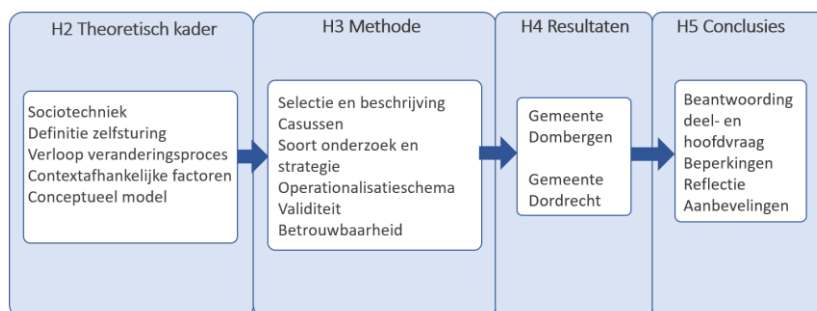 H2 Theoretisch kader
Sociotechniek
Definitie zelfsturing
Verloop veranderingsproces
Contextafhankelijke factoren
Conceptueel model
H3 Methode
Selectie en beschrijving
Casussen
Soort onderzoek en
strategie
Operationalisatieschema
Validiteit
Betrouwbaarheid
H4 Resultaten
Gemeente
Dombergen
Gemeente
Dordrecht
H5 Conclusies
Beantwoording
deel- en
hoofdvraag
Beperkingen
Reflectie
Aanbevelingen